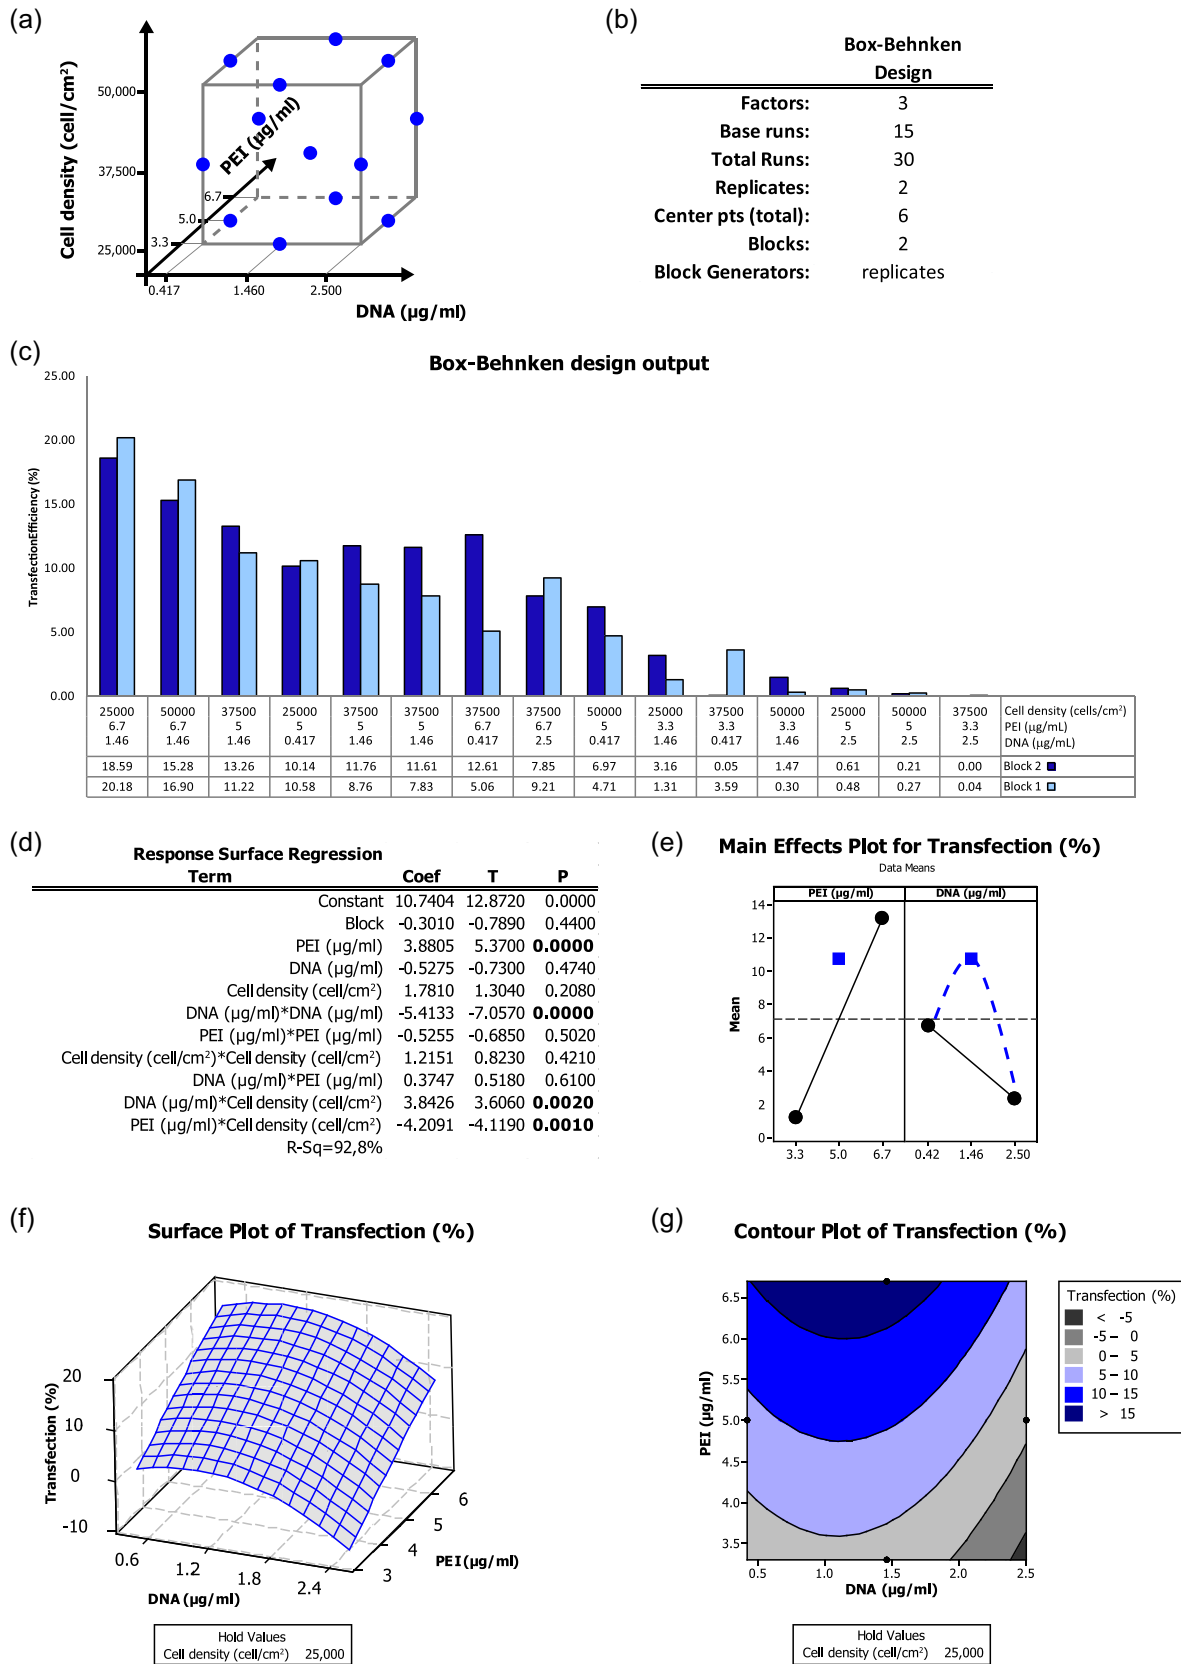 (a)
Cell density (cell/cm²)
50,000
37,500
25,000
PEI (µg/ml)
6.7
5.0
3.3
0.417
1.460
2.500
DNA (µg/ml)
(b)
Box-Behnken
Design
Factors: 3
Base runs: 15
Total Runs: 30
Replicates: 2
Center pts (total): 6
Blocks: 2
Block Generators: replicates
(c)
Box-Behnken design output
TransfectionEfficiency (%)
25.00
20.00
15.00
10.00
5.00
0.00
25000 50000 37500 25000 37500 37500 37500 37500 50000 25000 37500 50000 25000 50000 37500 Cell density (cells/cm²)
6.7 6.7 5 5 5 5 6.7 6.7 5 3.3 3.3 3.3 5 5 3.3 PEI (µg/mL)
1.46 1.46 1.46 0.417 1.46 1.46 0.417 2.5 0.417 1.46 0.417 1.46 2.5 2.5 2.5 DNA (µg/mL)
18.59 15.28 13.26 10.14 11.76 11.61 12.61 7.85 6.97 3.16 0.05 1.47 0.61 0.21 0.00 Block 2
20.18 16.90 11.22 10.58 8.76 7.83 5.06 9.21 4.71 1.31 3.59 0.30 0.48 0.27 0.04 Block 1
(d)
Response Surface Regression
Term Coef T P
Constant 10.7404 12.8720 0.0000
Block -0.3010 -0.7890 0.4400
PEI (µg/ml) 3.8805 5.3700 0.0000
DNA (µg/ml) -0.5275 -0.7300 0.4740
Cell density (cell/cm²) 1.7810 1.3040 0.2080
DNA (µg/ml)*DNA (µg/ml) -5.4133 -7.0570 0.0000
PEI (µg/ml)*PEI (µg/ml) -0.5255 -0.6850 0.5020
Cell density (cell/cm²)*Cell density (cell/cm²) 1.2151 0.8230 0.4210
DNA (µg/ml)*PEI (µg/ml) 0.3747 0.5180 0.6100
DNA (µg/ml)*Cell density (cell/cm²) 3.8426 3.6060 0.0020
PEI (µg/ml)*Cell density (cell/cm²) -4.2091 -4.1190 0.0010
R-Sq=92,8%
(e)
Main Effects Plot for Transfection (%)
Data Means
PEI (µg/ml) DNA (µg/ml)
Mean
14
12
10
8
6
4
2
0
3.3 5.0 6.7 0.42 1.46 2.50
(f)
Surface Plot of Transfection (%)
Transfection (%)
20
10
0
-10
0.6
1.2
1.8
2.4
DNA (µg/ml)
6
5
4
3
PEI(µg/ml)
Hold Values
Cell density (cell/cm²) 25,000
(g)
Contour Plot of Transfection (%)
PEI (µg/ml)
6.5
6.0
5.5
5.0
4.5
4.0
3.5
0.5 1.0 1.5 2.0 2.5
DNA (µg/ml)
Transfection (%)
< -5
-5 – 0
0 – 5
5 – 10
10 – 15
> 15
Hold Values
Cell density (cell/cm²) 25,000